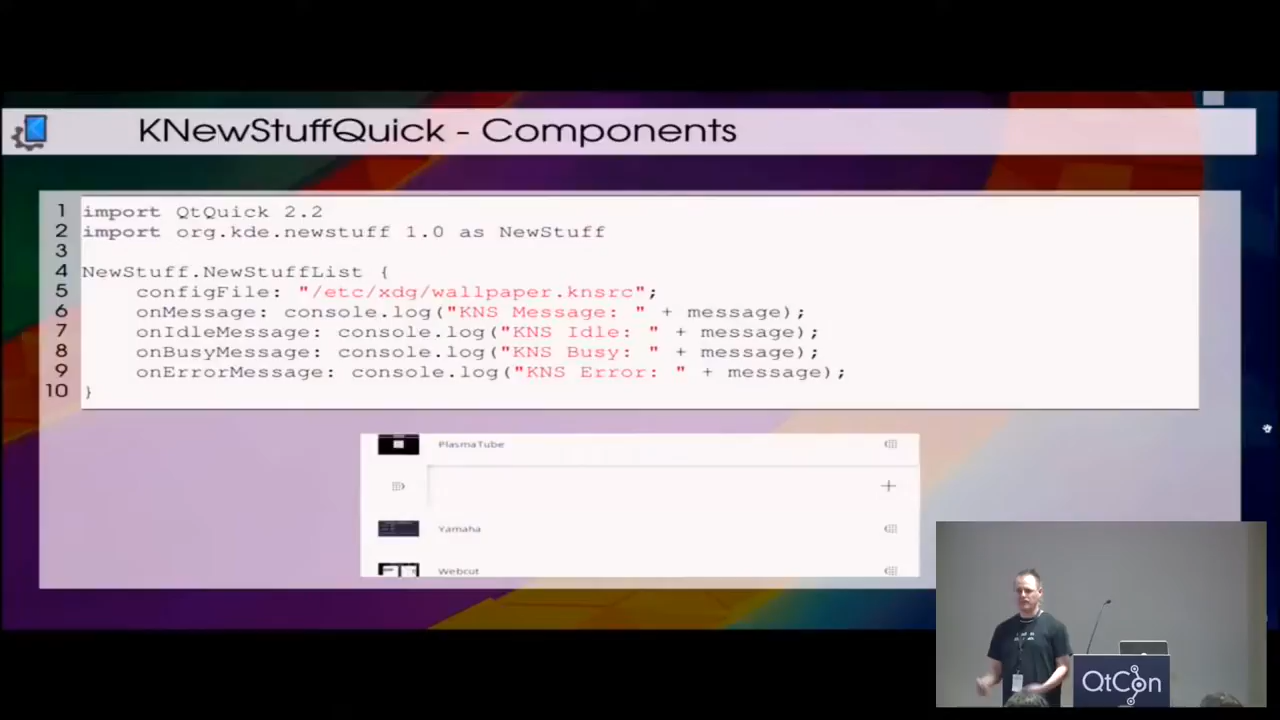 KNewStuffQuick - Components
1 import QtQuick 2.2
2 import org.kde.newstuff 1.0 as NewStuff
3
4 NewStuff.NewStuffList {
5 configFile: "/etc/xdg/wallpaper.knsrc";
6 onMessage: console.log("KNS Message: " + message);
7 onIdleMessage: console.log("KNS Idle: " + message);
8 onBusyMessage: console.log("KNS Busy: " + message);
9 onErrorMessage: console.log("KNS Error: " + message);
10 }
PlasmaTube
Yamaha
Webcut
QtCon